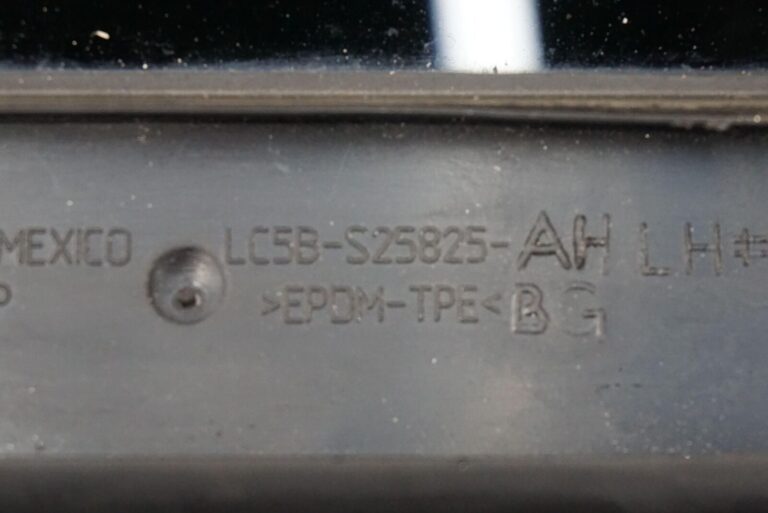 MEXICO LC5B-S25825-AH LH#
P >EPDM-TPE< BG